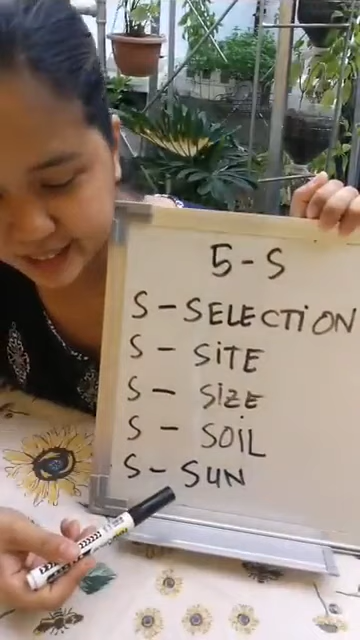 5-S
S - SELECTION
S - SiTE
S - SiZE
S - SOiL
S - SUN